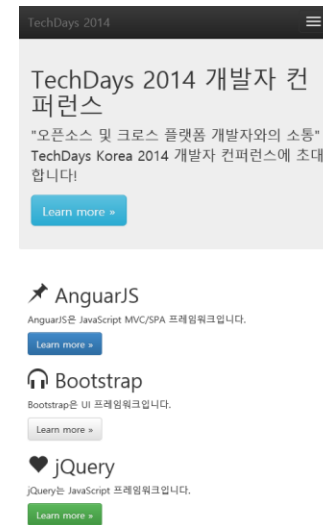 TechDays 2014
TechDays 2014 개발자 컨
퍼런스
"오픈소스 및 크로스 플랫폼 개발자와의 소통"
TechDays Korea 2014 개발자 컨퍼런스에 초대
합니다!
Learn more »
AnguarJS
AnguarJS은 JavaScript MVC/SPA 프레임워크입니다.
Learn more »
Bootstrap
Bootstrap은 UI 프레임워크입니다.
Learn more »
jQuery
jQuery는 JavaScript 프레임워크입니다.
Learn more »